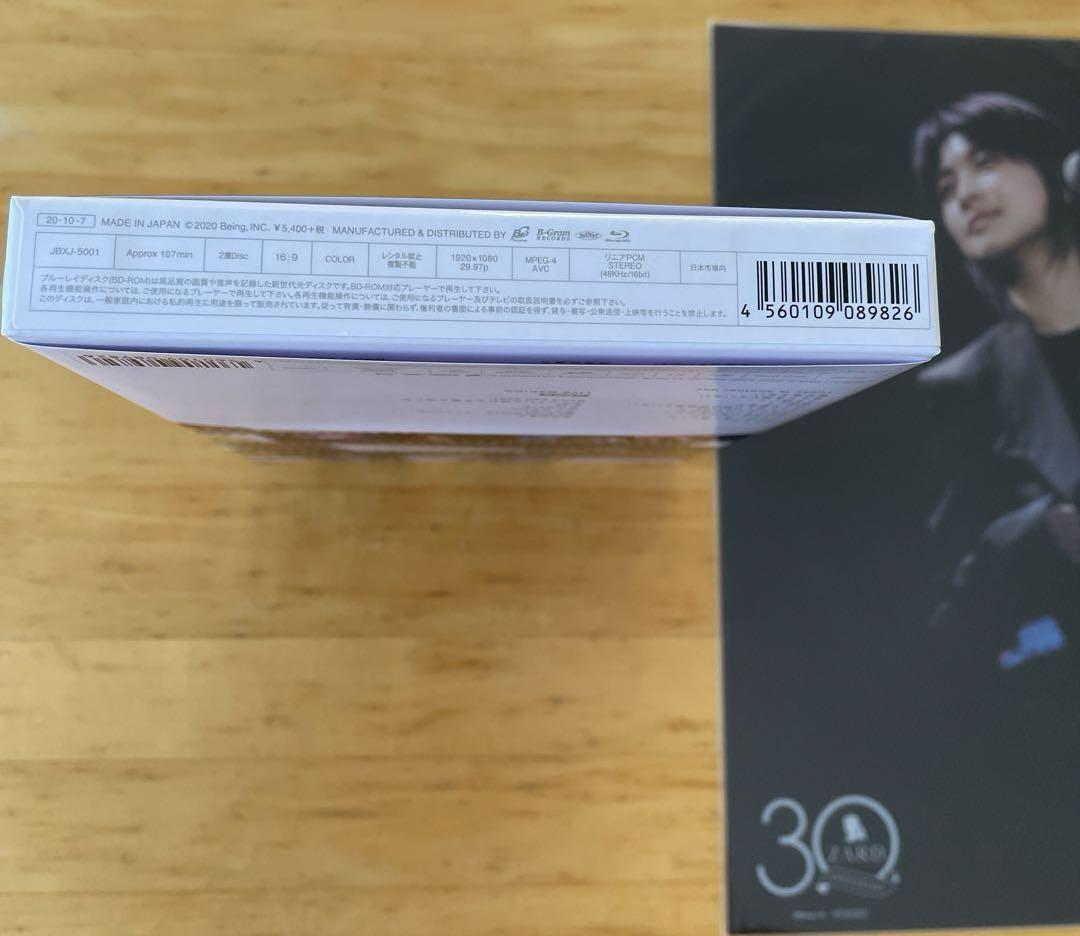 20・10・7 MADE IN JAPAN ©2020 Being, INC. ¥5,400+税 MANUFACTURED & DISTRIBUTED BY Be B-Gram RECORDS Blu-ray Disc
JBXJ-5001 Approx 107min 2層Disc 16:9 COLOR レンタル禁止 複製不能 1920×1080 29.97p MPEG-4 AVC リニアPCM STEREO (48KHz/16bit) 日本市場向
ブルーレイディスク(BD-ROM)は高品質の画質や音声を記録した新世代光ディスクです。BD-ROM対応プレーヤーで再生して下さい。
各再生機能操作については、ご使用になるプレーヤーで再生して下さい。各再生機能操作については、ご使用になるプレーヤー及びテレビの取扱説明書を必ずご参照下さい。
このディスクは、一般家庭内における私的再生に用途を限って販売されています。従って有償・無償に関わらず、権利者の書面による事前の認証を得ず、貸与・複写・公衆送信・上映等を行うことを禁止します。
4 560109 089826
30
ZARD